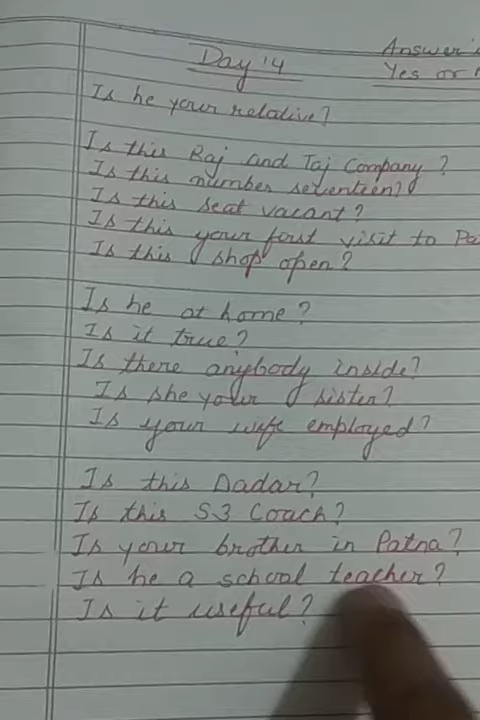 Day 14
Answer
Yes or
Is he your relative?
Is this Raj and Taj Company?
Is this number seventeen?
Is this seat vacant?
Is this your first visit to
Is this shop open?
Is he at home?
Is it true?
Is there anybody inside?
Is she your sister?
Is your wife employed?
Is this Dadar?
Is this S3 Coach?
Is your brother in Patna?
Is he a school teacher?
Is it useful?